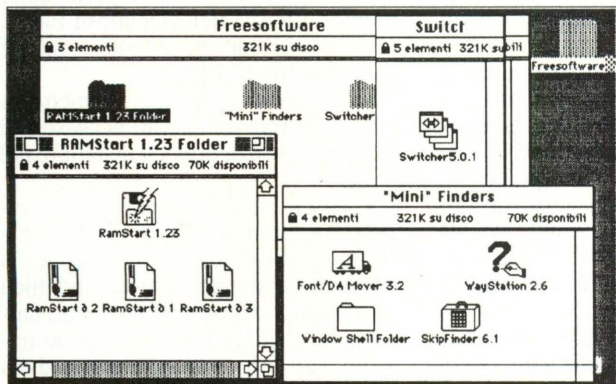 Freesoftware
3 elementi 321K su disco
RAMStart 1.23 Folder
"Mini" Finders
Switcher
Switch
5 elementi 321K su
bili
Switcher5.0.1
Freesoftware
RAMStart 1.23 Folder
4 elementi 321K su disco 70K disponibili
RamStart 1.23
RamStart ∂ 2 RamStart ∂ 1 RamStart ∂ 3
"Mini" Finders
4 elementi 321K su disco 70K disponibili
Font/DA Mover 3.2
WayStation 2.6
Window Shell Folder
SkipFinder 6.1